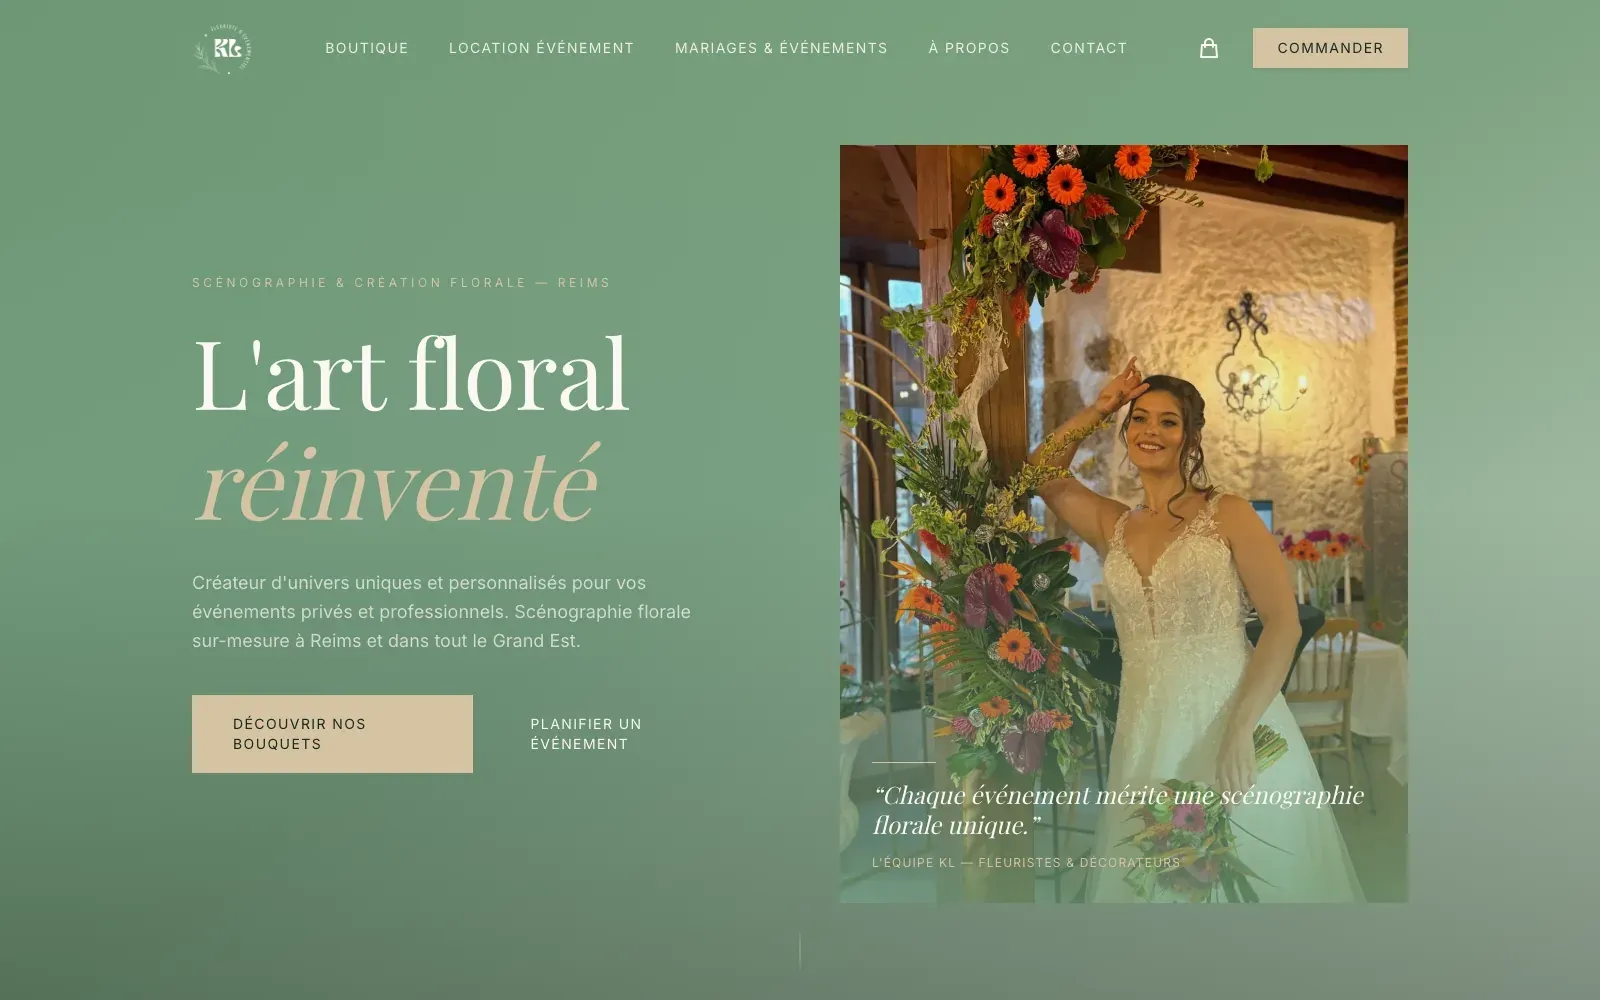 KL
BOUTIQUE
LOCATION ÉVÉNEMENT
MARIAGES & ÉVÉNEMENTS
À PROPOS
CONTACT
COMMANDER
SCÉNOGRAPHIE & CRÉATION FLORALE — REIMS
L'art floral
réinventé
Créateur d'univers uniques et personnalisés pour vos
événements privés et professionnels. Scénographie florale
sur-mesure à Reims et dans tout le Grand Est.
DÉCOUVRIR NOS
BOUQUETS
PLANIFIER UN
ÉVÉNEMENT
“Chaque événement mérite une scénographie
florale unique.”
L'ÉQUIPE KL — FLEURISTES & DÉCORATEURS